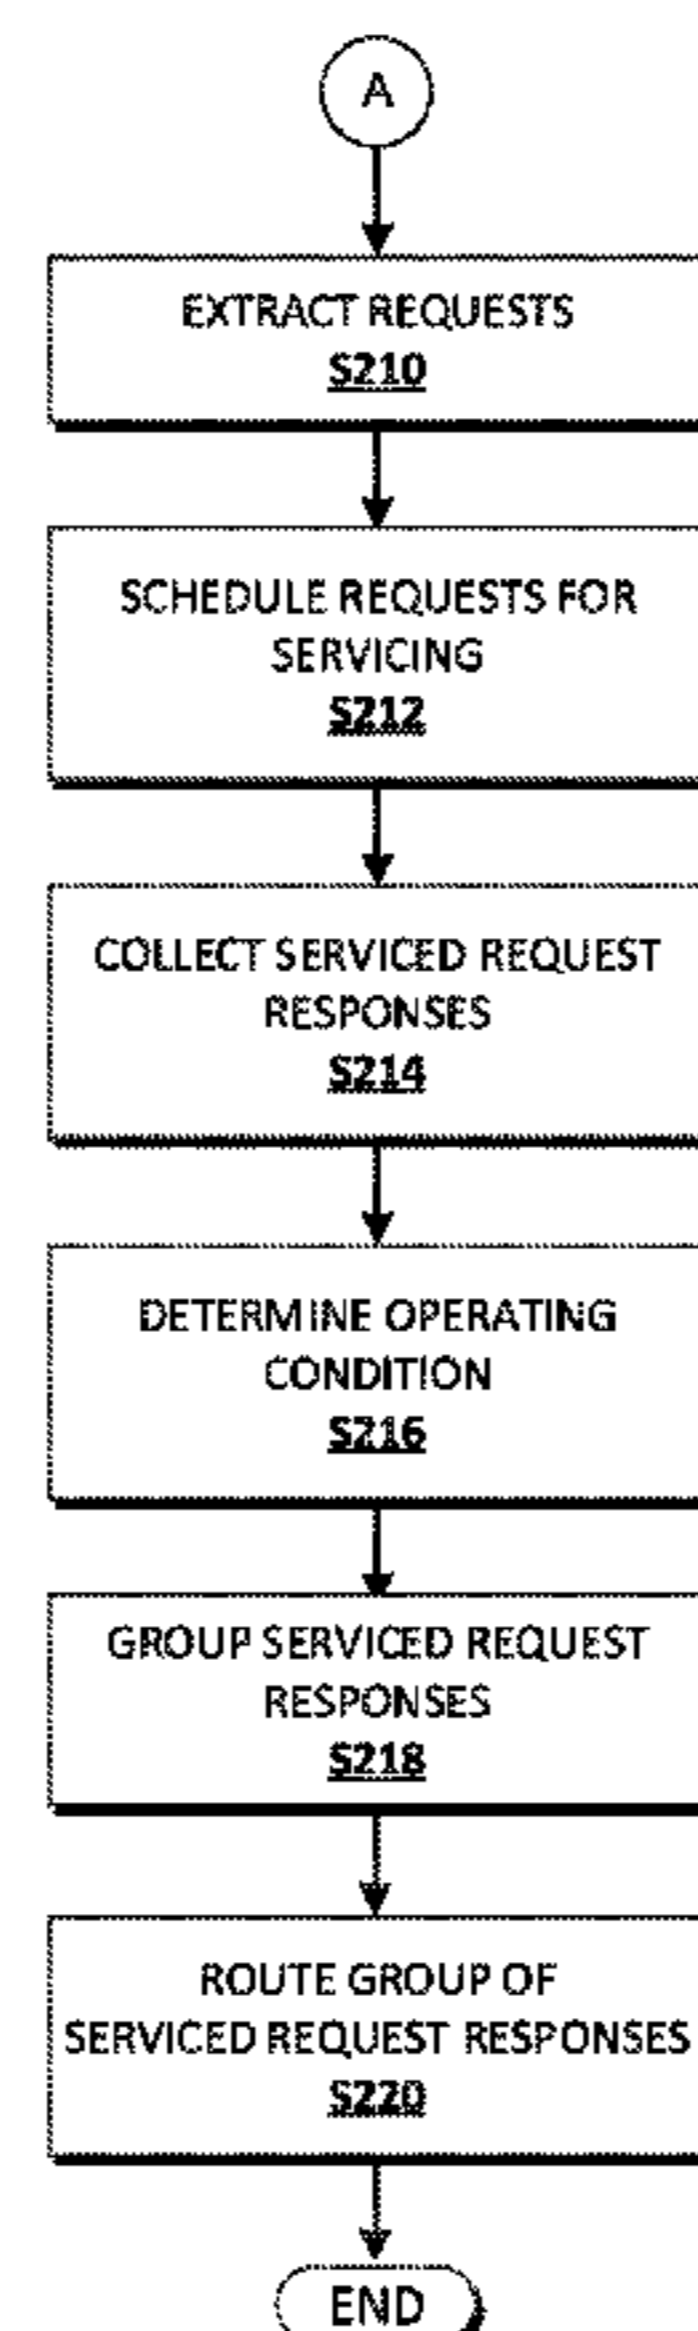 A
EXTRACT REQUESTS
S210
SCHEDULE REQUESTS FOR
SERVICING
S212
COLLECT SERVICED REQUEST
RESPONSES
S214
DETERMINE OPERATING
CONDITION
S216
GROUP SERVICED REQUEST
RESPONSES
S218
ROUTE GROUP OF
SERVICED REQUEST RESPONSES
S220
END